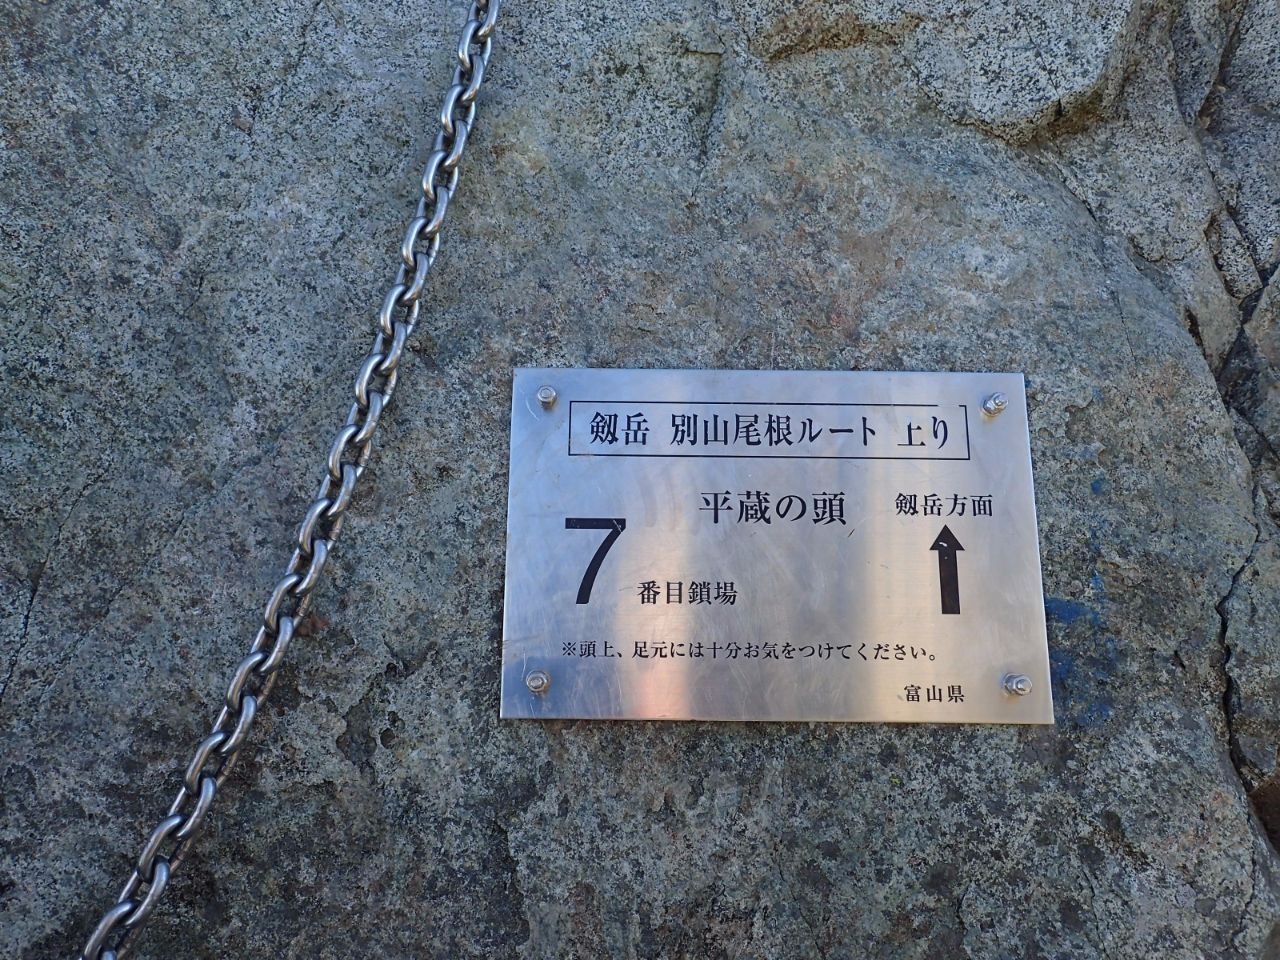 剱岳 別山尾根ルート 上り
平蔵の頭
剱岳方面
7
番目鎖場
※頭上、足元には十分お気をつけてください。
富山県